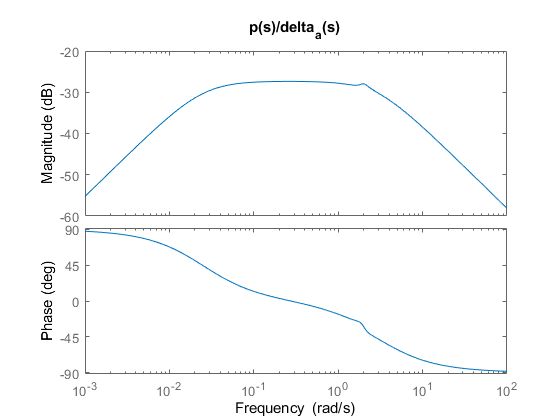 p(s)/delta_a(s)
-20
-30
-40
-50
-60
Magnitude (dB)
90
45
0
-45
-90
Phase (deg)
10^-3 10^-2 10^-1 10^0 10^1 10^2
Frequency (rad/s)